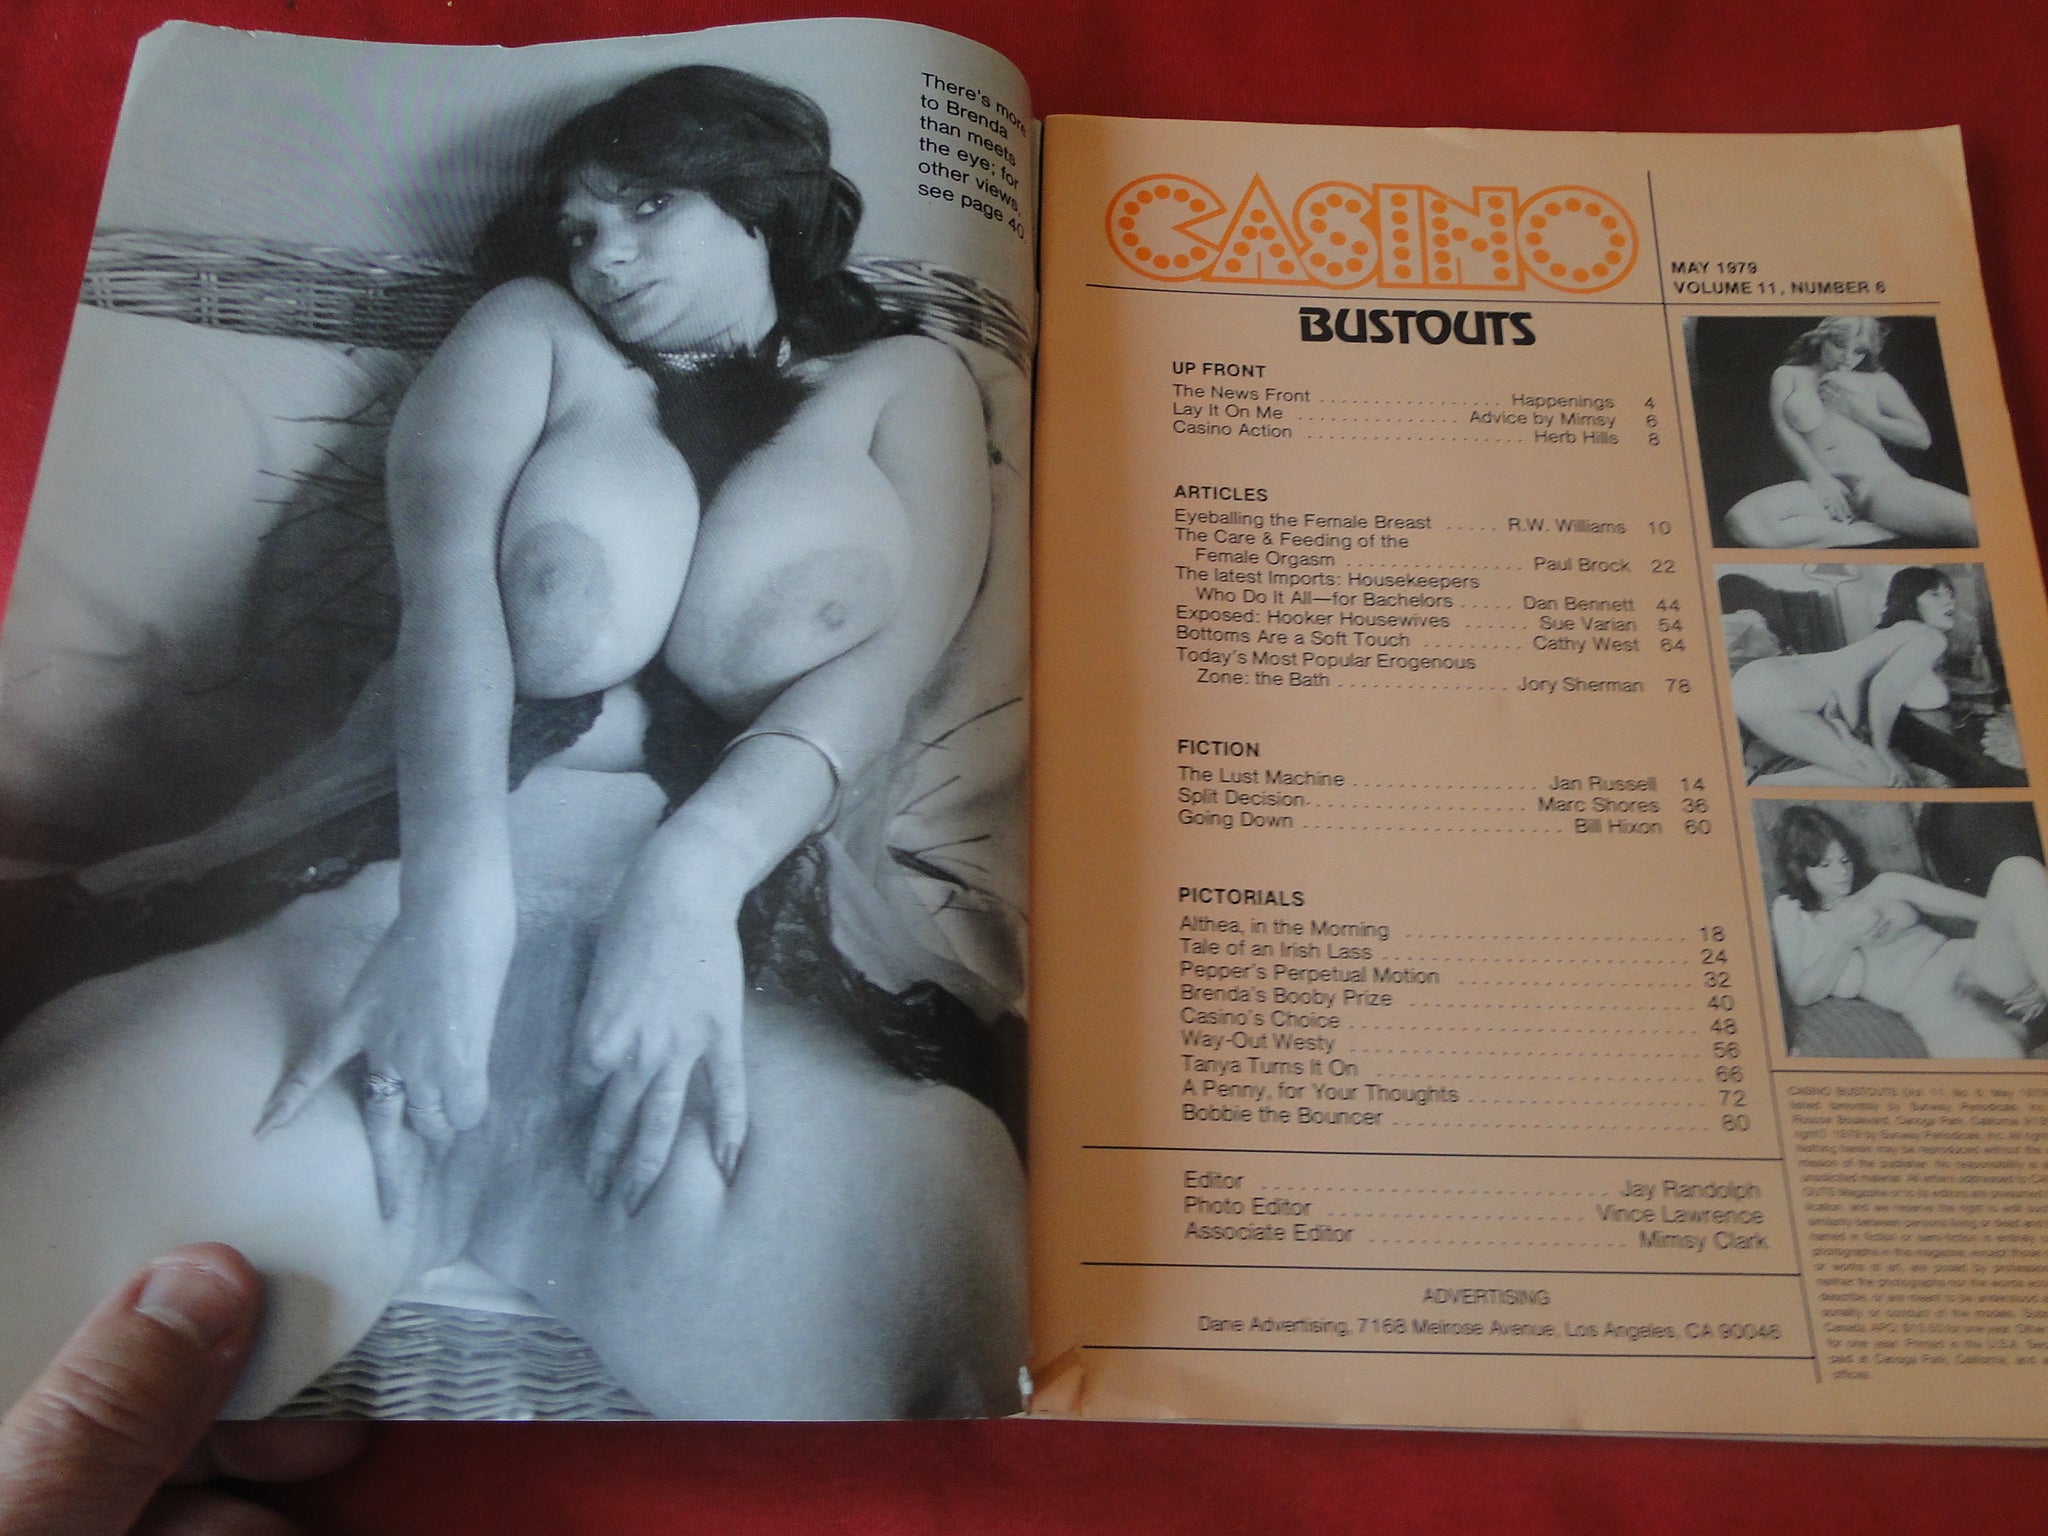 There's more
to Brenda
than meets
the eye; for
other views,
see page 40.
CASINO
MAY 1979
VOLUME 11, NUMBER 6
BUSTOUTS
UP FRONT
The News Front . . . . . . . . . . . . . . . . . . Happenings 4
Lay It On Me . . . . . . . . . . . . . . . Advice by Mimsy 6
Casino Action . . . . . . . . . . . . . . . . . . . . . Herb Hills 8
ARTICLES
Eyeballing the Female Breast . . . . . R.W. Williams 10
The Care & Feeding of the
Female Orgasm . . . . . . . . . . . . . . . . . Paul Brock 22
The latest Imports: Housekeepers
Who Do It All—for Bachelors . . . . . Dan Bennett 44
Exposed: Hooker Housewives . . . . . . Sue Varian 54
Bottoms Are a Soft Touch . . . . . . . . . Cathy West 64
Today's Most Popular Erogenous
Zone: the Bath . . . . . . . . . . . . . . . Jory Sherman 78
FICTION
The Lust Machine . . . . . . . . . . . . . . . . Jan Russell 14
Split Decision . . . . . . . . . . . . . . . . . . . Marc Shores 36
Going Down . . . . . . . . . . . . . . . . . . . . . . Bill Hixon 60
PICTORIALS
Althea, in the Morning . . . . . . . . . . . . . . . . . . . . . . . . 18
Tale of an Irish Lass . . . . . . . . . . . . . . . . . . . . . . . . . . 24
Pepper's Perpetual Motion . . . . . . . . . . . . . . . . . . . . 32
Brenda's Booby Prize . . . . . . . . . . . . . . . . . . . . . . . . 40
Casino's Choice . . . . . . . . . . . . . . . . . . . . . . . . . . . . 48
Way-Out Westy . . . . . . . . . . . . . . . . . . . . . . . . . . . . 56
Tanya Turns It On . . . . . . . . . . . . . . . . . . . . . . . . . . . 66
A Penny, for Your Thoughts . . . . . . . . . . . . . . . . . . . 72
Bobbie the Bouncer . . . . . . . . . . . . . . . . . . . . . . . . . 80
Editor . . . . . . . . . . . . . . . . . . . . . . . . . . . . Jay Randolph
Photo Editor . . . . . . . . . . . . . . . . . . . . . . Vince Lawrence
Associate Editor . . . . . . . . . . . . . . . . . . . . . Mimsy Clark
ADVERTISING
Dane Advertising, 7168 Melrose Avenue, Los Angeles, CA 90046